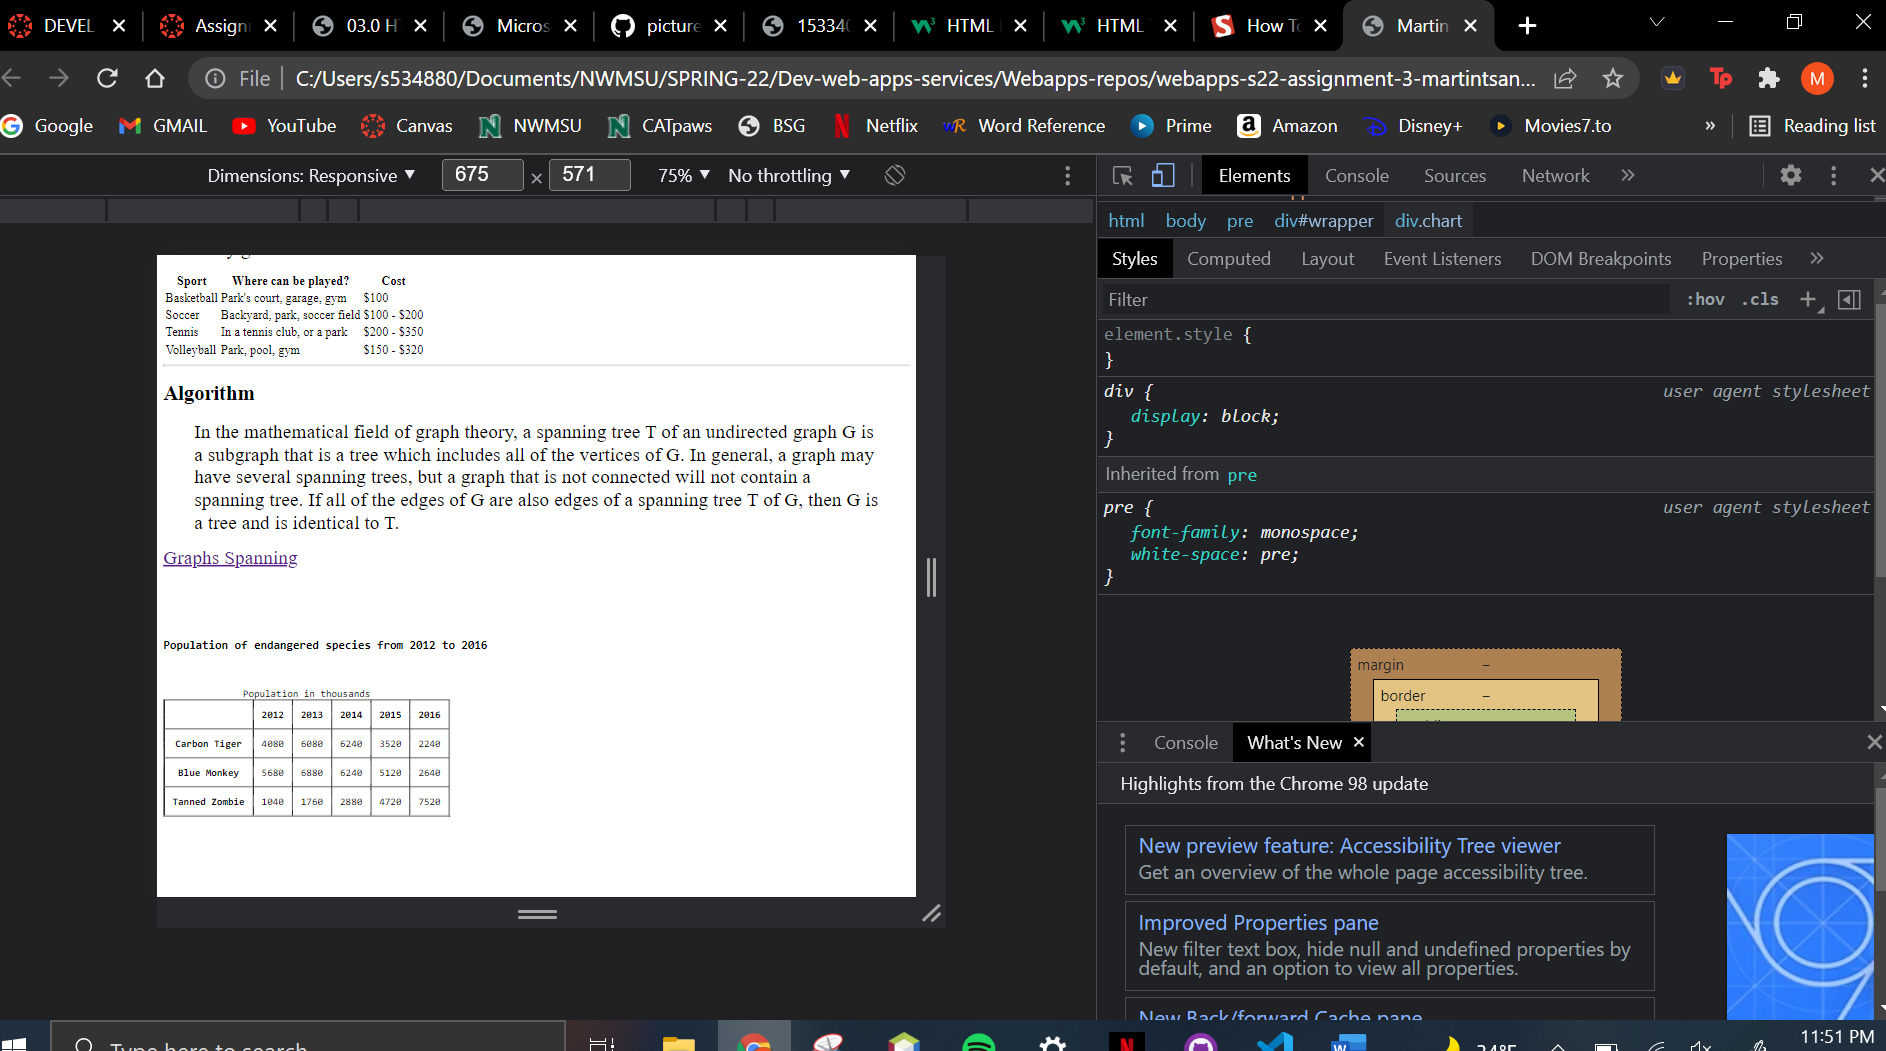 DEVEL Assign 03.0 H Micros picture 15334 HTML HTML How To Martin
File C:/Users/s534880/Documents/NWMSU/SPRING-22/Dev-web-apps-services/Webapps-repos/webapps-s22-assignment-3-martintsan... Tp M
Google GMAIL YouTube Canvas NWMSU CATpaws BSG Netflix Word Reference Prime Amazon Disney+ Movies7.to » Reading list
Dimensions: Responsive ▼ 675 × 571 75% ▼ No throttling ▼
Elements Console Sources Network »
html body pre div#wrapper div.chart
Styles Computed Layout Event Listeners DOM Breakpoints Properties »
Filter :hov .cls +
element.style {
}
div { user agent stylesheet
display: block;
}
Inherited from pre
pre { user agent stylesheet
font-family: monospace;
white-space: pre;
}
margin –
border –
Sport Where can be played? Cost
Basketball Park's court, garage, gym $100
Soccer Backyard, park, soccer field $100 - $200
Tennis In a tennis club, or a park $200 - $350
Volleyball Park, pool, gym $150 - $320
Algorithm
In the mathematical field of graph theory, a spanning tree T of an undirected graph G is
a subgraph that is a tree which includes all of the vertices of G. In general, a graph may
have several spanning trees, but a graph that is not connected will not contain a
spanning tree. If all of the edges of G are also edges of a spanning tree T of G, then G is
a tree and is identical to T.
Graphs Spanning
Population of endangered species from 2012 to 2016
Population in thousands
2012 2013 2014 2015 2016
Carbon Tiger 4080 6080 6240 3520 2240
Blue Monkey 5680 6880 6240 5120 2640
Tanned Zombie 1040 1760 2880 4720 7520
Console What's New ×
Highlights from the Chrome 98 update
New preview feature: Accessibility Tree viewer
Get an overview of the whole page accessibility tree.
Improved Properties pane
New filter text box, hide null and undefined properties by
default, and an option to view all properties.
New Back/forward Cache pane
Type here to search
34°F
11:51 PM